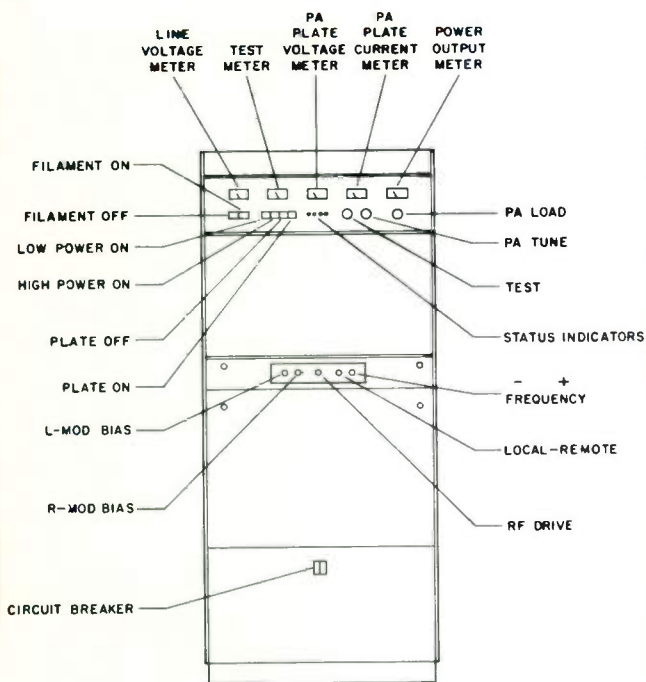 LINE
VOLTAGE
METER
TEST
METER
PA
PLATE
VOLTAGE
METER
PA
PLATE
CURRENT
METER
POWER
OUTPUT
METER
FILAMENT ON
FILAMENT OFF
LOW POWER ON
HIGH POWER ON
PLATE OFF
PLATE ON
L-MOD BIAS
R-MOD BIAS
CIRCUIT BREAKER
PA LOAD
PA TUNE
TEST
STATUS INDICATORS
- +
FREQUENCY
LOCAL-REMOTE
RF DRIVE